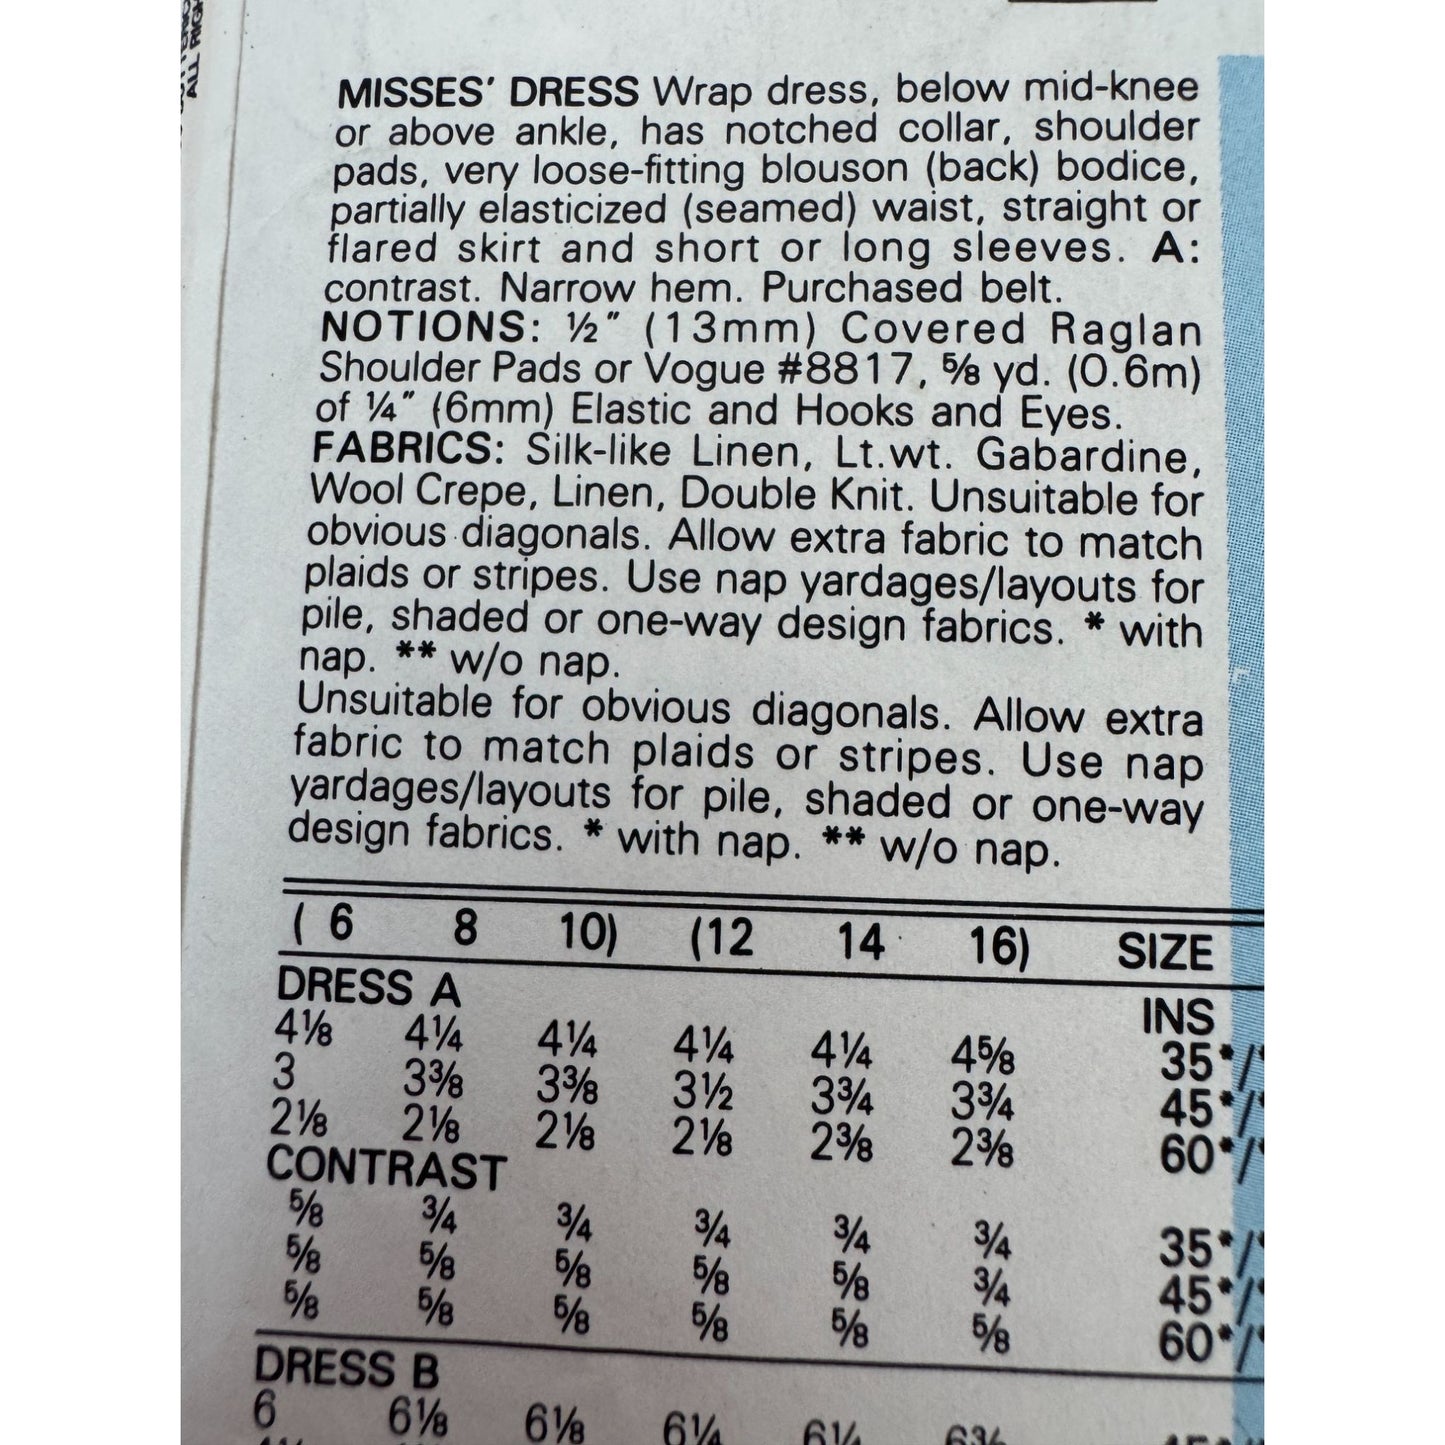 ALL RIGH
MISSES' DRESS Wrap dress, below mid-knee
or above ankle, has notched collar, shoulder
pads, very loose-fitting blouson (back) bodice,
partially elasticized (seamed) waist, straight or
flared skirt and short or long sleeves. A:
contrast. Narrow hem. Purchased belt.
NOTIONS: ½" (13mm) Covered Raglan
Shoulder Pads or Vogue #8817, ⅝ yd. (0.6m)
of ¼" (6mm) Elastic and Hooks and Eyes.
FABRICS: Silk-like Linen, Lt.wt. Gabardine,
Wool Crepe, Linen, Double Knit. Unsuitable for
obvious diagonals. Allow extra fabric to match
plaids or stripes. Use nap yardages/layouts for
pile, shaded or one-way design fabrics. * with
nap. ** w/o nap.
Unsuitable for obvious diagonals. Allow extra
fabric to match plaids or stripes. Use nap
yardages/layouts for pile, shaded or one-way
design fabrics. * with nap. ** w/o nap.
( 6 8 10) (12 14 16) SIZE
DRESS A INS
4⅛ 4¼ 4¼ 4¼ 4¼ 4⅝ 35*/*
3 3⅜ 3⅜ 3½ 3¾ 3¾ 45*/*
2⅛ 2⅛ 2⅛ 2⅛ 2⅜ 2⅜ 60*/*
CONTRAST
⅝ ¾ ¾ ¾ ¾ ¾ 35*/*
⅝ ⅝ ⅝ ⅝ ⅝ ¾ 45*/*
⅝ ⅝ ⅝ ⅝ ⅝ ⅝ 60*/*
DRESS B
6 6⅛ 6⅛ 6¼ 6¼